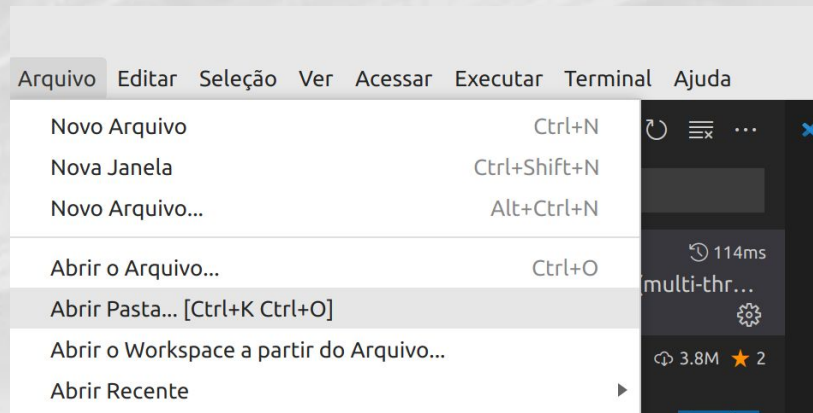 Arquivo Editar Seleção Ver Acessar Executar Terminal Ajuda
Novo Arquivo Ctrl+N
Nova Janela Ctrl+Shift+N
Novo Arquivo... Alt+Ctrl+N
Abrir o Arquivo... Ctrl+O
Abrir Pasta... [Ctrl+K Ctrl+O]
Abrir o Workspace a partir do Arquivo...
Abrir Recente
114ms
(multi-thr...
3.8M 2